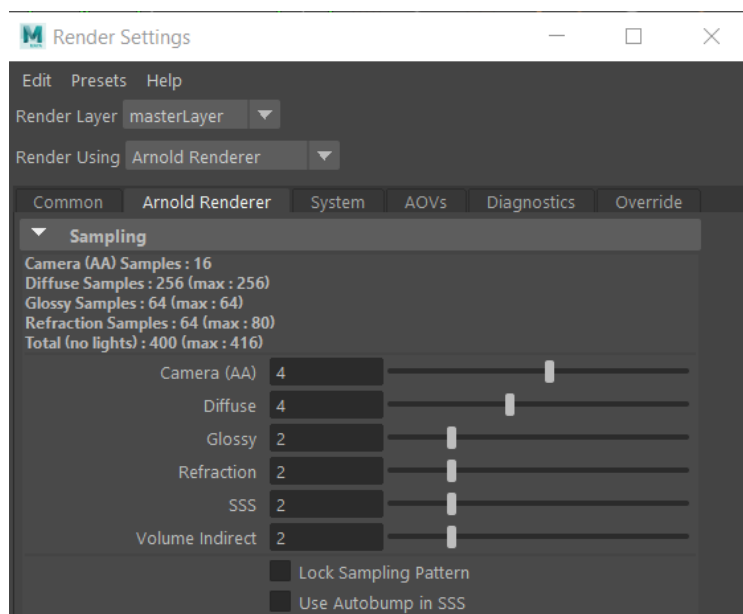 Render Settings
Edit Presets Help
Render Layer masterLayer
Render Using Arnold Renderer
Common Arnold Renderer System AOVs Diagnostics Override
Sampling
Camera (AA) Samples : 16
Diffuse Samples : 256 (max : 256)
Glossy Samples : 64 (max : 64)
Refraction Samples : 64 (max : 80)
Total (no lights) : 400 (max : 416)
Camera (AA) 4
Diffuse 4
Glossy 2
Refraction 2
SSS 2
Volume Indirect 2
Lock Sampling Pattern
Use Autobump in SSS